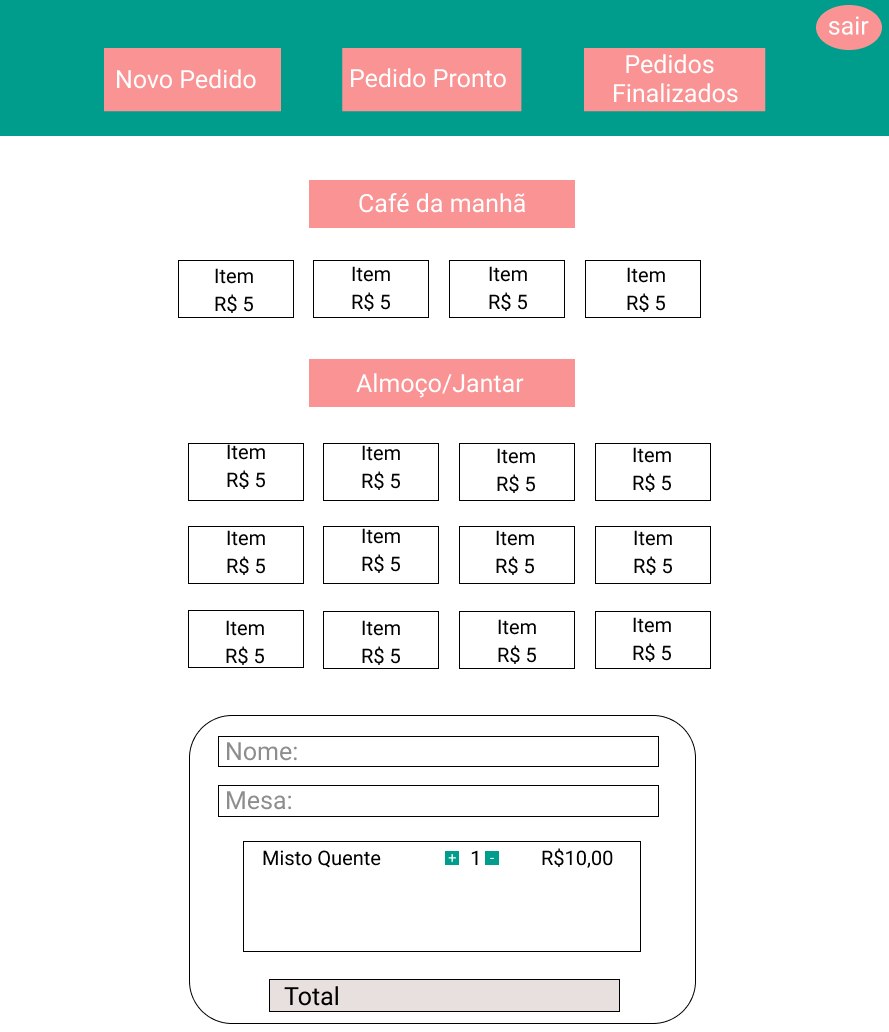 sair
Novo Pedido
Pedido Pronto
Pedidos
Finalizados
Café da manhã
Item
R$ 5
Item
R$ 5
Item
R$ 5
Item
R$ 5
Almoço/Jantar
Item
R$ 5
Item
R$ 5
Item
R$ 5
Item
R$ 5
Item
R$ 5
Item
R$ 5
Item
R$ 5
Item
R$ 5
Item
R$ 5
Item
R$ 5
Item
R$ 5
Item
R$ 5
Nome:
Mesa:
Misto Quente + 1 - R$10,00
Total